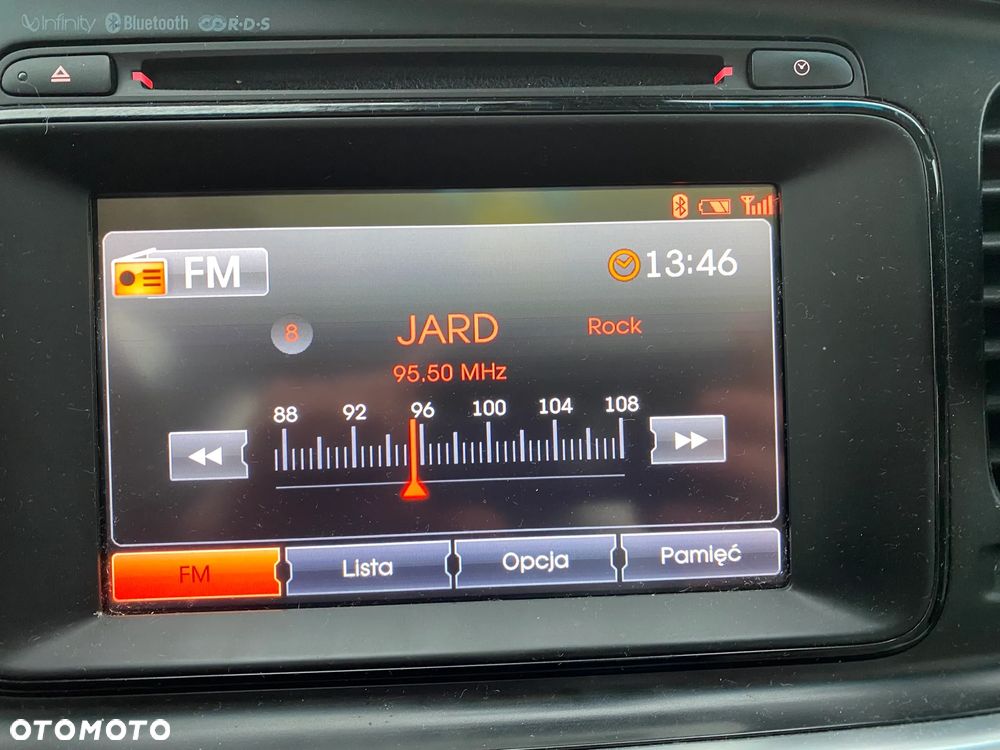 Infinity Bluetooth R·D·S
FM
13:46
8 JARD Rock
95.50 MHz
88 92 96 100 104 108
FM Lista Opcja Pamięć
OTOMOTO